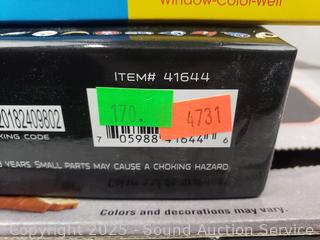 Window-Color-Well
ITEM# 41644
170.
4731
20182409802
KING CODE
7 05988 41644 6
3 YEARS SMALL PARTS MAY CAUSE A CHOKING HAZARD
Colors and decorations may vary.
Copyright 2025 - Sound Auction Service